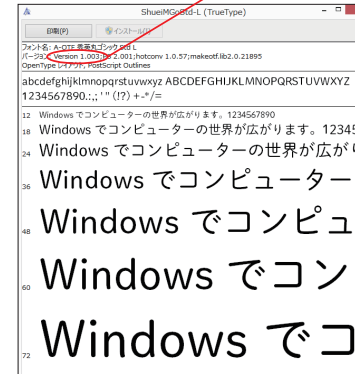 ShueiMGoStd-L (TrueType)
印刷(P) インストール(I)
フォント名: A-OTF 秀英丸ゴシック Std L
バージョン: Version 1.003;PS 2.001;hotconv 1.0.57;makeotf.lib2.0.21895
OpenType レイアウト, PostScript Outlines
abcdefghijklmnopqrstuvwxyz ABCDEFGHIJKLMNOPQRSTUVWXYZ
1234567890.:,; ' " (!?) +-*/=
12 Windows でコンピューターの世界が広がります。1234567890
18 Windows でコンピューターの世界が広がります。12345
24 Windows でコンピューターの世界が広が
36 Windows でコンピューター
48 Windows でコンピュ
60 Windows でコン
72 Windows でコ